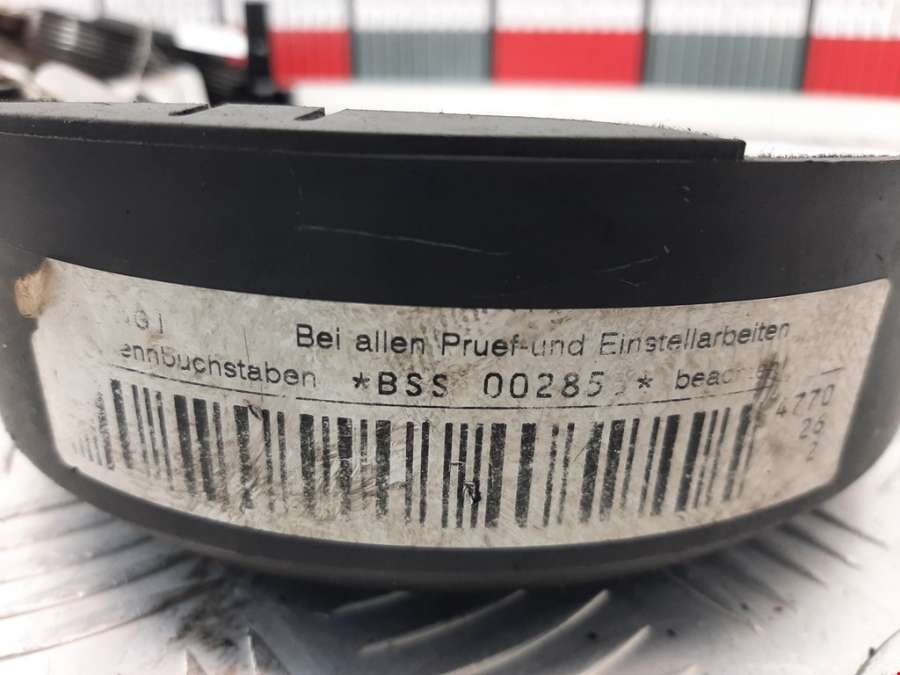 Bei allen Pruef-und Einstellarbeiten
ennbuchstaben *BSS 00285 *
4770
26
2